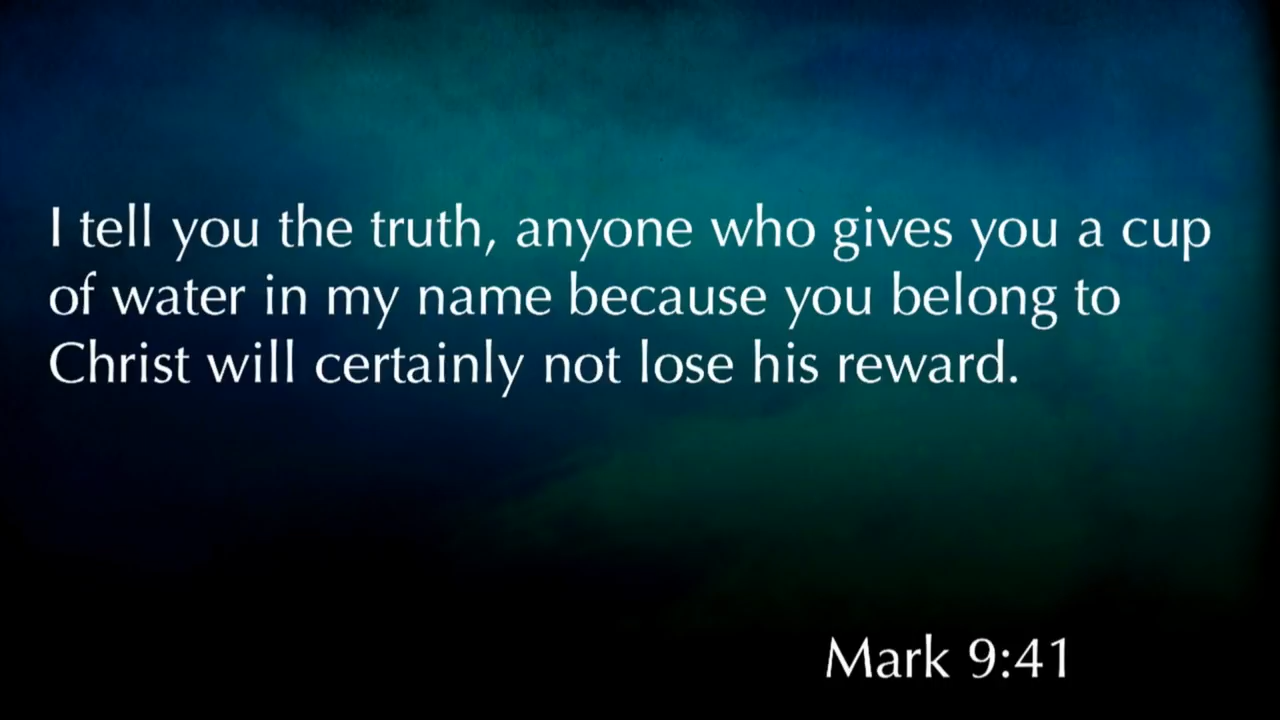 I tell you the truth, anyone who gives you a cup
of water in my name because you belong to
Christ will certainly not lose his reward.
Mark 9:41